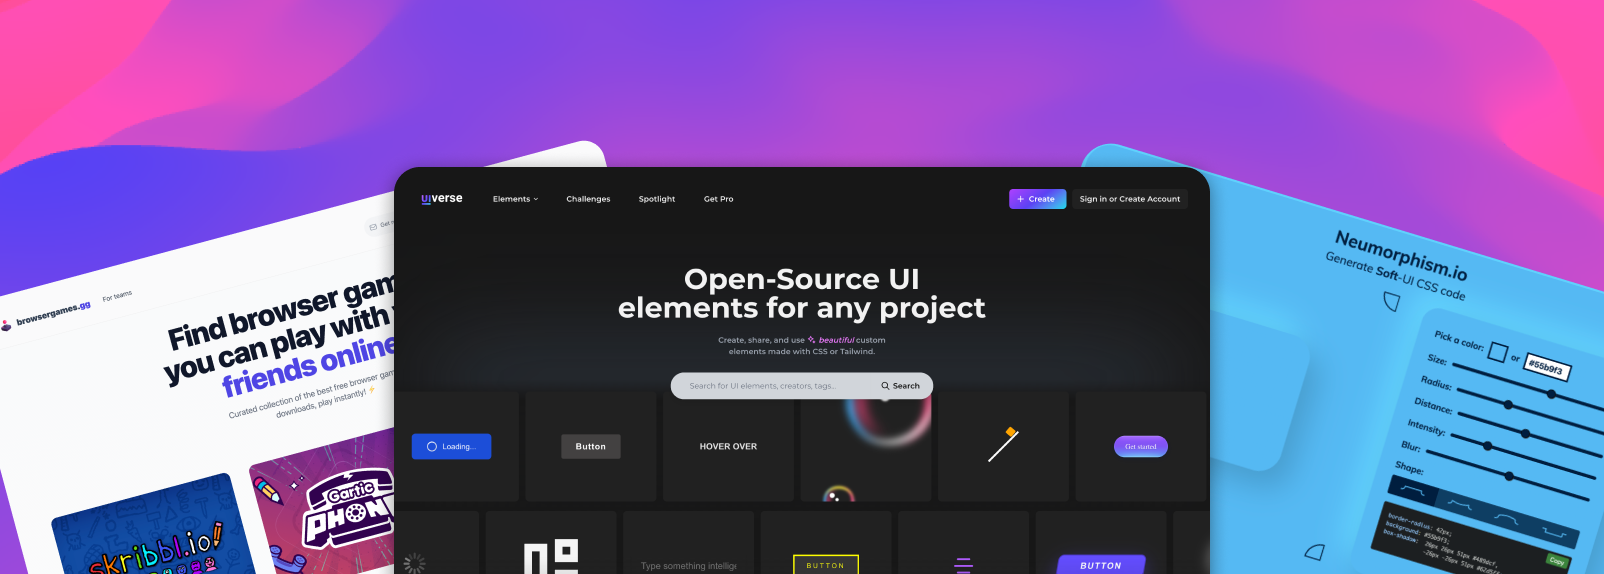 Get
browsergames.gg
For teams
Find browser gam
you can play with
friends online
Curated collection of the best free browser gam
downloads, play instantly! ⚡
skribbl.io
Gartic
PHONE
uiverse
Elements
Challenges
Spotlight
Get Pro
+ Create
Sign in or Create Account
Open-Source UI
elements for any project
Create, share, and use beautiful custom
elements made with CSS or Tailwind.
Search for UI elements, creators, tags...
Search
Loading...
Button
HOVER OVER
Get started
Type something intellige
BUTTON
BUTTON
Neumorphism.io
Generate Soft-UI CSS code
Pick a color:
or
#55b9f3
Size:
Radius:
Distance:
Intensity:
Blur:
Shape:
border-radius: 42px;
background: #55b9f3;
box-shadow: 26px 26px 51px #489dcf,
-26px -26px 51px #62d5ff
Copy